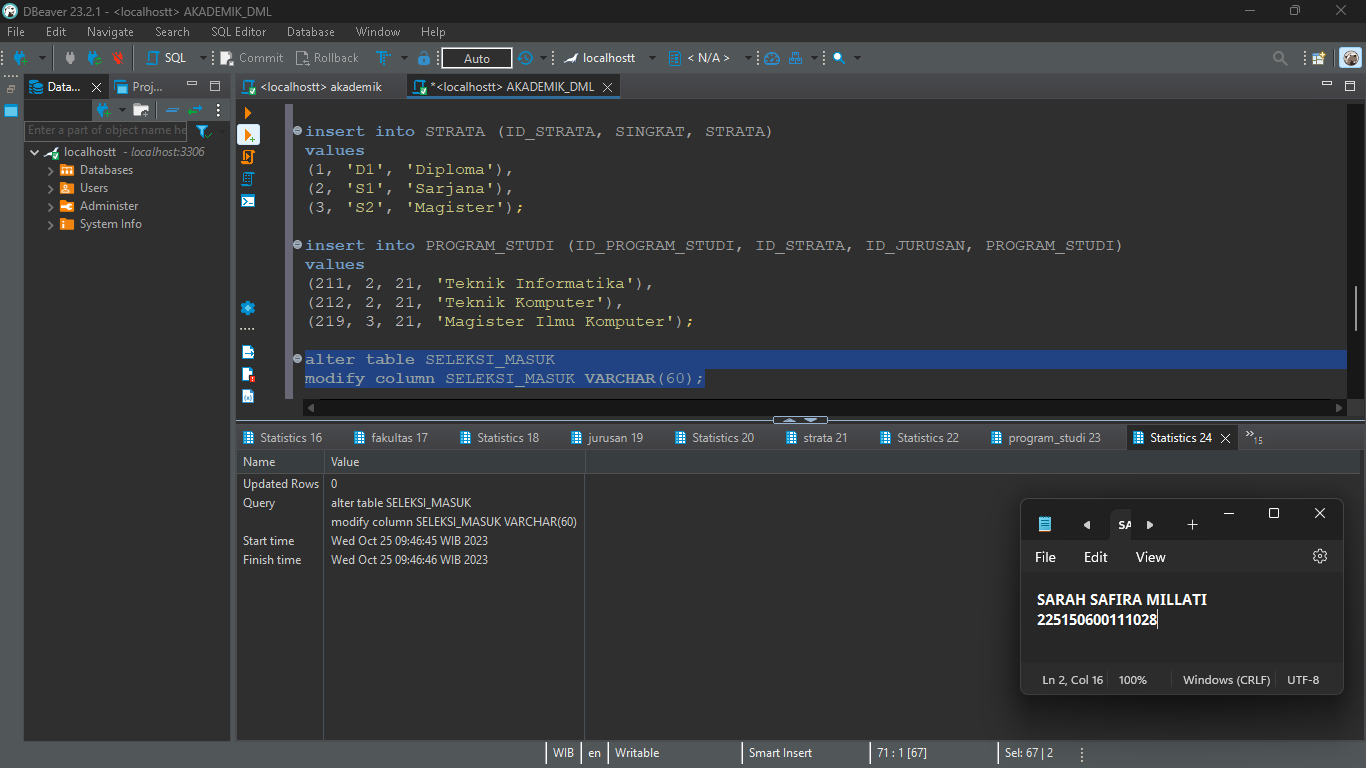 DBeaver 23.2.1 - <localhostt> AKADEMIK_DML
File Edit Navigate Search SQL Editor Database Window Help
SQL Commit Rollback Auto localhostt < N/A >
Data... Proj...
<localhostt> akademik *<localhostt> AKADEMIK_DML
Enter a part of object name he
localhostt - localhost:3306
Databases
Users
Administer
System Info
insert into STRATA (ID_STRATA, SINGKAT, STRATA)
values
(1, 'D1', 'Diploma'),
(2, 'S1', 'Sarjana'),
(3, 'S2', 'Magister');
insert into PROGRAM_STUDI (ID_PROGRAM_STUDI, ID_STRATA, ID_JURUSAN, PROGRAM_STUDI)
values
(211, 2, 21, 'Teknik Informatika'),
(212, 2, 21, 'Teknik Komputer'),
(219, 3, 21, 'Magister Ilmu Komputer');
alter table SELEKSI_MASUK
modify column SELEKSI_MASUK VARCHAR(60);
Statistics 16 fakultas 17 Statistics 18 jurusan 19 Statistics 20 strata 21 Statistics 22 program_studi 23 Statistics 24 »15
Name Value
Updated Rows 0
Query alter table SELEKSI_MASUK
modify column SELEKSI_MASUK VARCHAR(60)
Start time Wed Oct 25 09:46:45 WIB 2023
Finish time Wed Oct 25 09:46:46 WIB 2023
SA
File Edit View
SARAH SAFIRA MILLATI
225150600111028
Ln 2, Col 16 100% Windows (CRLF) UTF-8
WIB en Writable Smart Insert 71 : 1 [67] Sel: 67 | 2